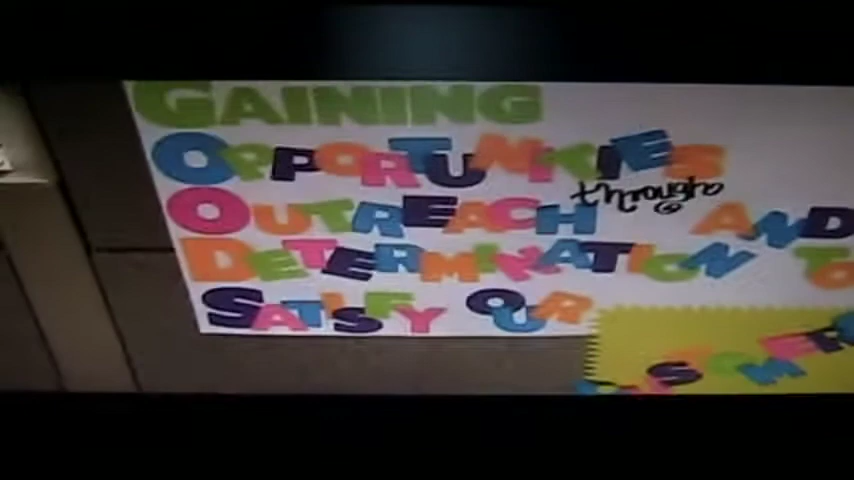 GAINING
OPPORTUNITIES
through
OUTREACH AND
DETERMINATION TO
SATISFY OUR